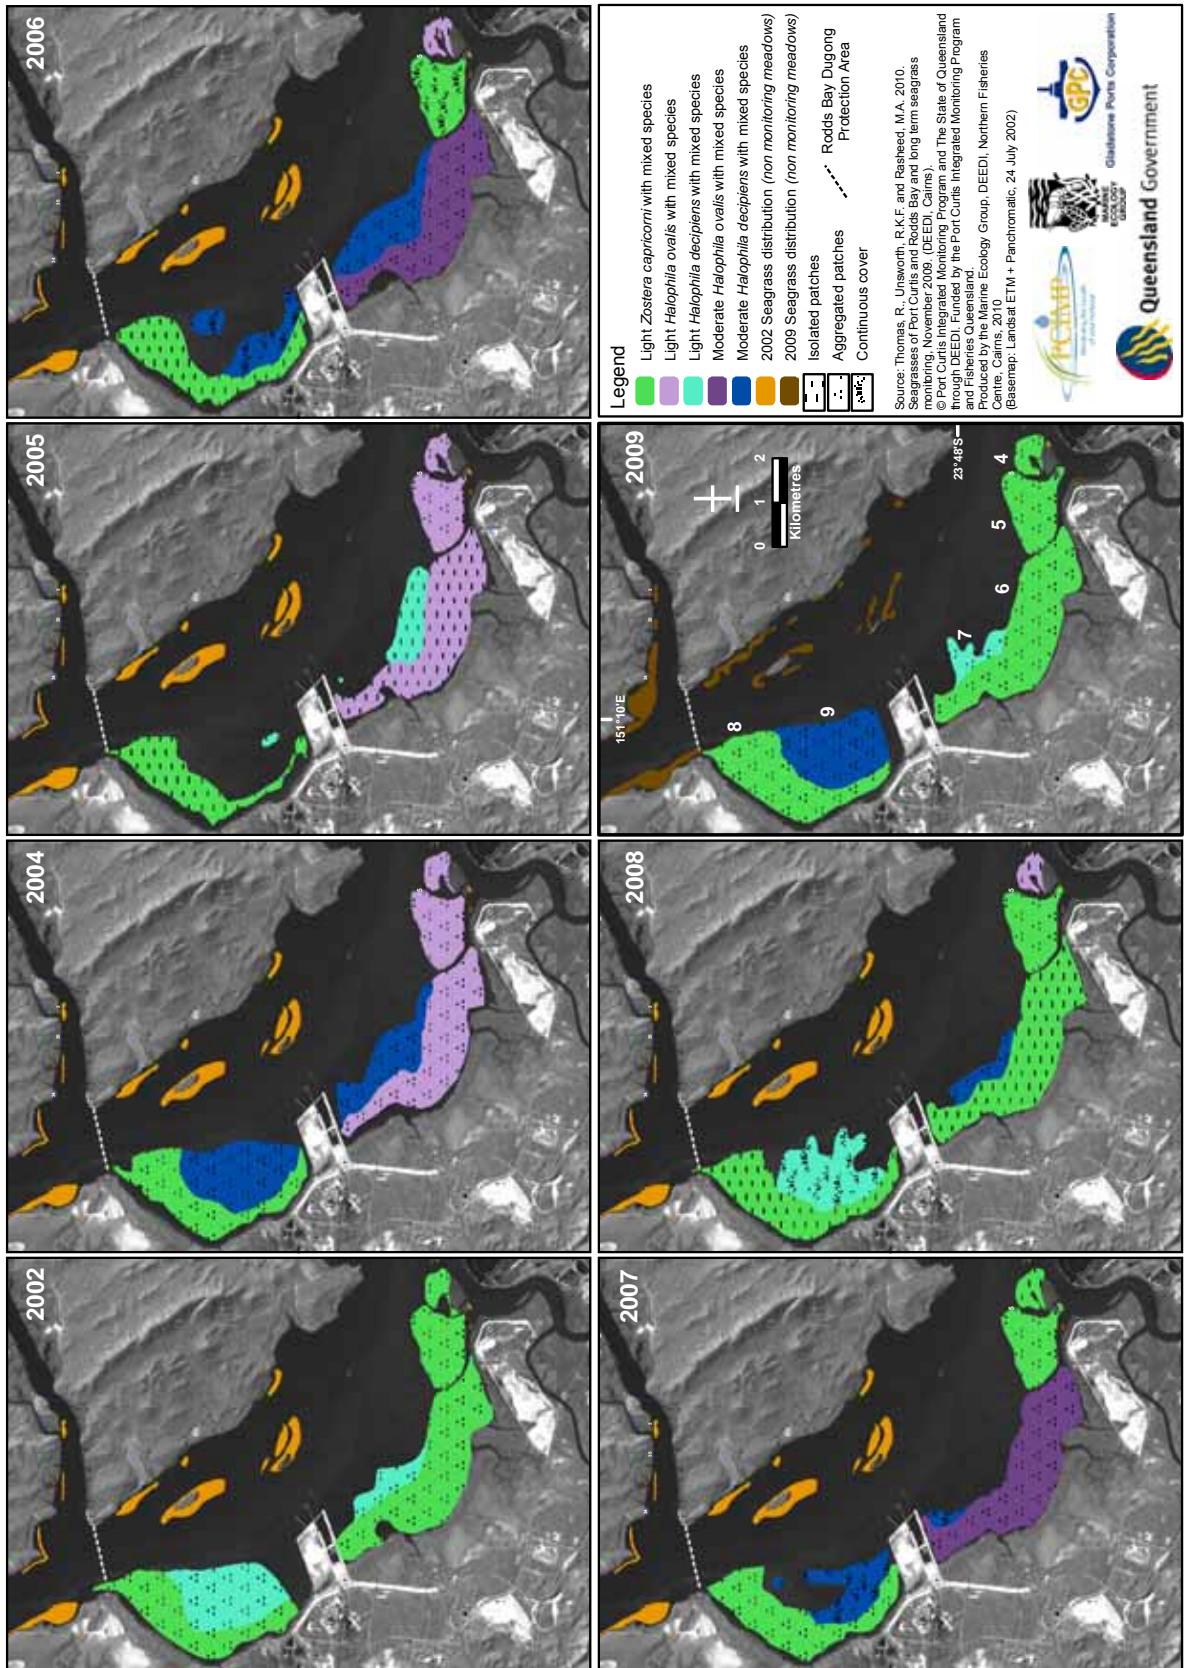 2002
2004
2005
2006
2007
2008
2009
151°10'E
23°48'S
0 1 2
Kilometres
4
5
6
7
8
9
Legend
Light Zostera capricorni with mixed species
Light Halophila ovalis with mixed species
Light Halophila decipiens with mixed species
Moderate Halophila ovalis with mixed species
Moderate Halophila decipiens with mixed species
2002 Seagrass distribution (non monitoring meadows)
2009 Seagrass distribution (non monitoring meadows)
Isolated patches
Aggregated patches
Continuous cover
Rodds Bay Dugong
Protection Area
Source: Thomas, R., Unsworth, R.K.F. and Rasheed, M.A. 2010.
Seagrasses of Port Curtis and Rodds Bay and long term seagrass
monitoring, November 2009. (DEEDI, Cairns).
© Port Curtis Integrated Monitoring Program and The State of Queensland
through DEEDI. Funded by the Port Curtis Integrated Monitoring Program
and Fisheries Queensland.
Produced by the Marine Ecology Group, DEEDI, Northern Fisheries
Centre, Cairns, 2010
(Basemap: Landsat ETM + Panchromatic, 24 July 2002)
PCIMP
MARINE
ECOLOGY
GROUP
GPC
Gladstone Ports Corporation
Queensland Government